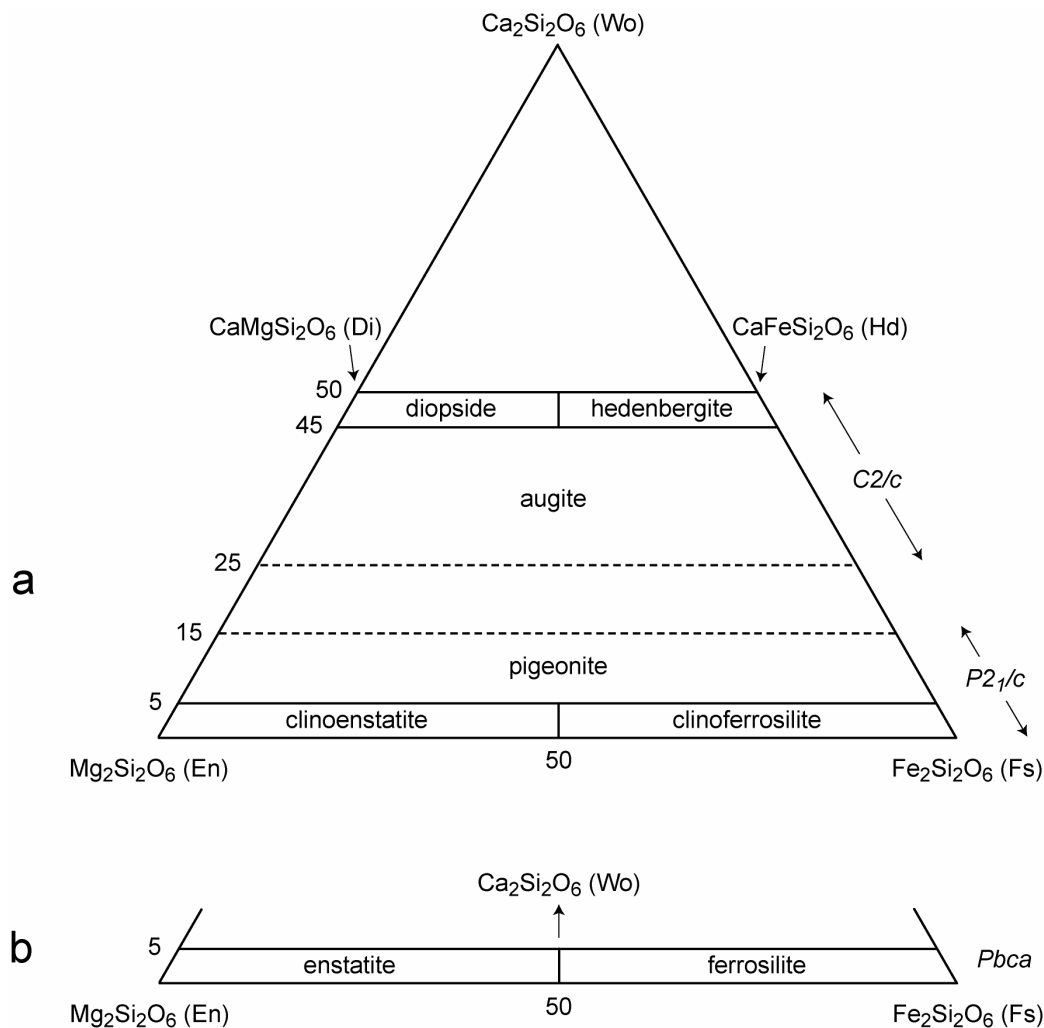 Ca₂Si₂O₆ (Wo)
CaMgSi₂O₆ (Di)
CaFeSi₂O₆ (Hd)
50
diopside
hedenbergite
45
C2/c
augite
25
a
15
pigeonite
P2₁/c
5
clinoenstatite
clinoferrosilite
50
Mg₂Si₂O₆ (En)
Fe₂Si₂O₆ (Fs)
Ca₂Si₂O₆ (Wo)
b
5
enstatite
ferrosilite
Pbca
50
Mg₂Si₂O₆ (En)
Fe₂Si₂O₆ (Fs)